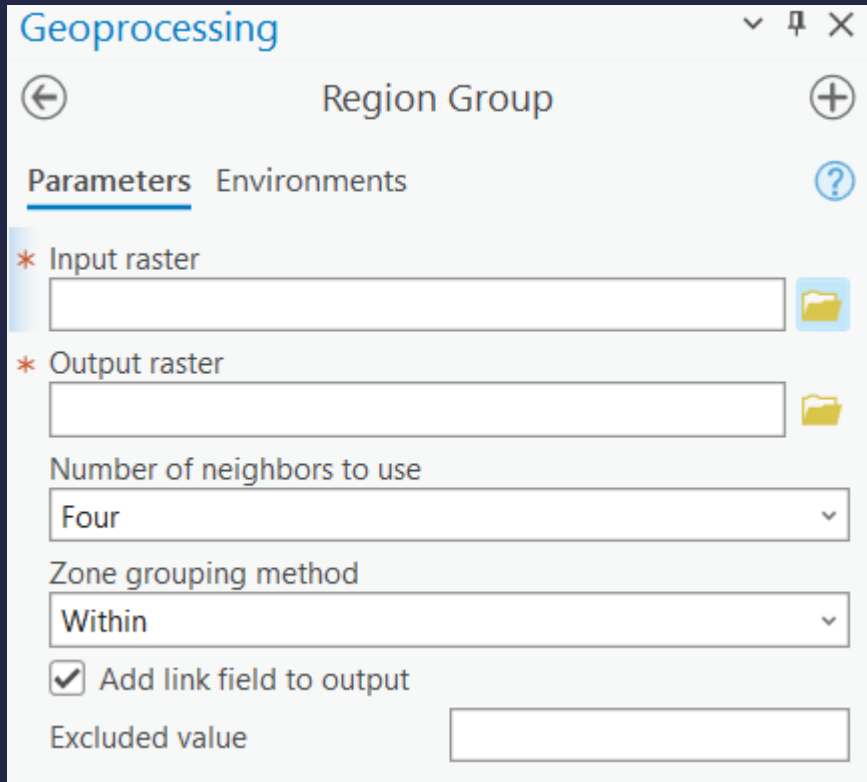 Geoprocessing
Region Group
Parameters Environments
* Input raster
* Output raster
Number of neighbors to use
Four
Zone grouping method
Within
Add link field to output
Excluded value